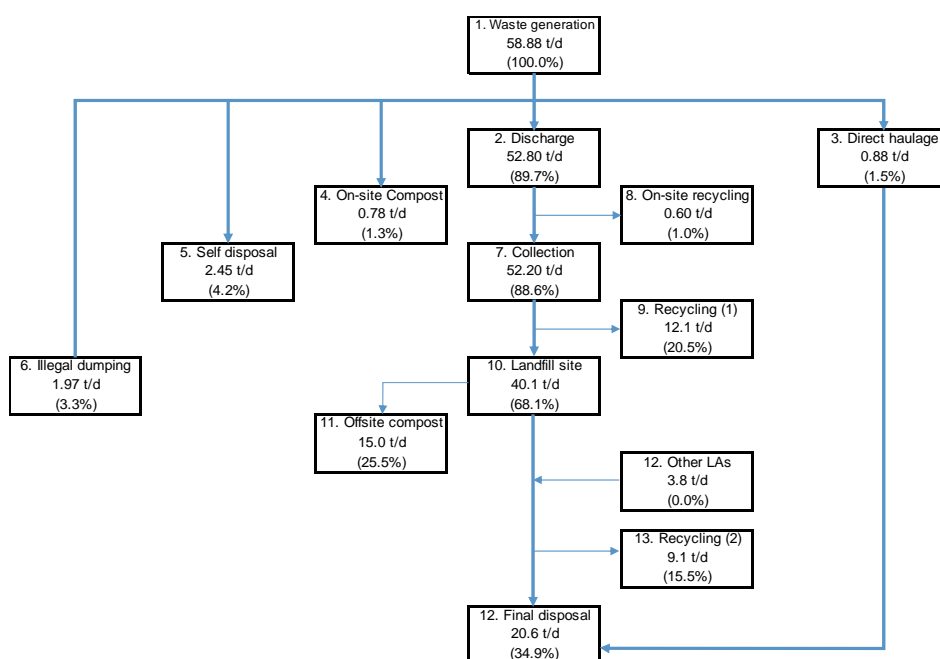 1. Waste generation
58.88 t/d
(100.0%)
2. Discharge
52.80 t/d
(89.7%)
3. Direct haulage
0.88 t/d
(1.5%)
4. On-site Compost
0.78 t/d
(1.3%)
8. On-site recycling
0.60 t/d
(1.0%)
5. Self disposal
2.45 t/d
(4.2%)
7. Collection
52.20 t/d
(88.6%)
9. Recycling (1)
12.1 t/d
(20.5%)
6. Illegal dumping
1.97 t/d
(3.3%)
10. Landfill site
40.1 t/d
(68.1%)
11. Offsite compost
15.0 t/d
(25.5%)
12. Other LAs
3.8 t/d
(0.0%)
13. Recycling (2)
9.1 t/d
(15.5%)
12. Final disposal
20.6 t/d
(34.9%)